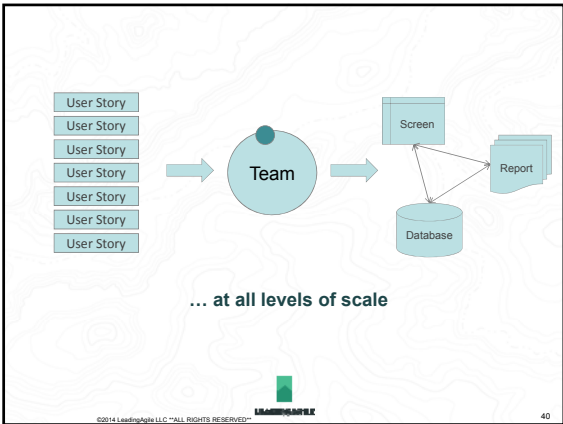 User Story
User Story
User Story
User Story
User Story
User Story
User Story
Team
Screen
Report
Database
… at all levels of scale
©2014 LeadingAgile LLC **ALL RIGHTS RESERVED**
40